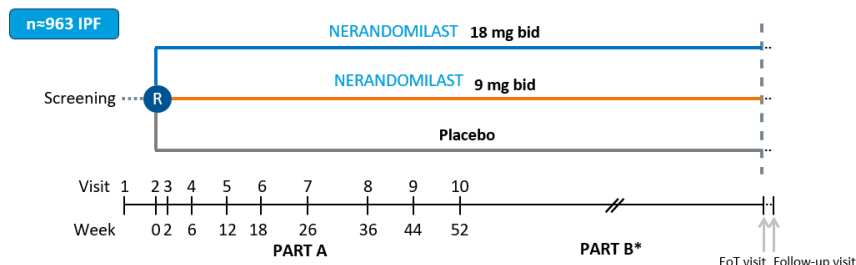 n≈963 IPF
NERANDOMILAST 18 mg bid
NERANDOMILAST 9 mg bid
Screening R
Placebo
Visit 1 2 3 4 5 6 7 8 9 10
Week 0 2 6 12 18 26 36 44 52
PART A PART B*
EoT visit Follow-up visit